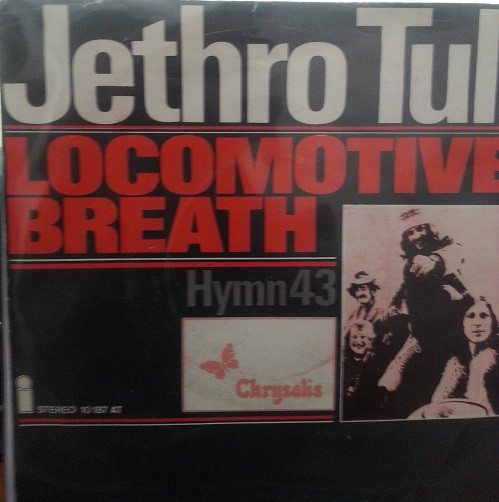 Jethro Tul
LOCOMOTIVE
BREATH
Hymn 43
Chrysalis
i
STEREO 10 187 AT